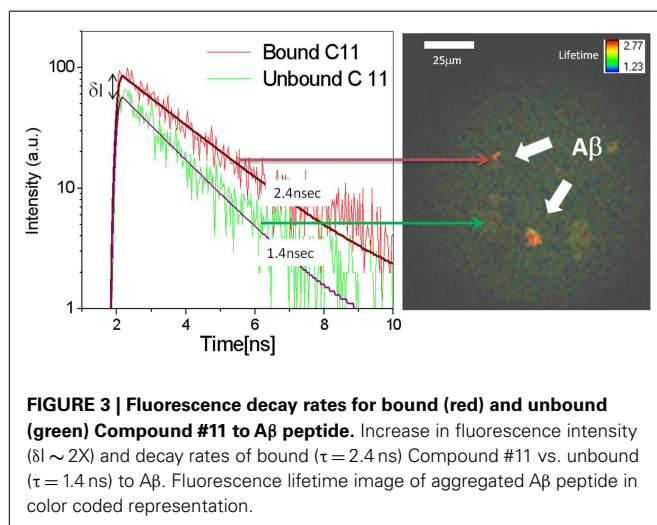 Bound C11
Unbound C 11
δI
100
10
1
Intensity (a.u.)
2.4nsec
1.4nsec
2
4
6
8
10
Time[ns]
25μm
Lifetime
2.77
1.23
Aβ
FIGURE 3 | Fluorescence decay rates for bound (red) and unbound
(green) Compound #11 to Aβ peptide. Increase in fluorescence intensity
(δI ∼ 2X) and decay rates of bound (τ = 2.4 ns) Compound #11 vs. unbound
(τ = 1.4 ns) to Aβ. Fluorescence lifetime image of aggregated Aβ peptide in
color coded representation.